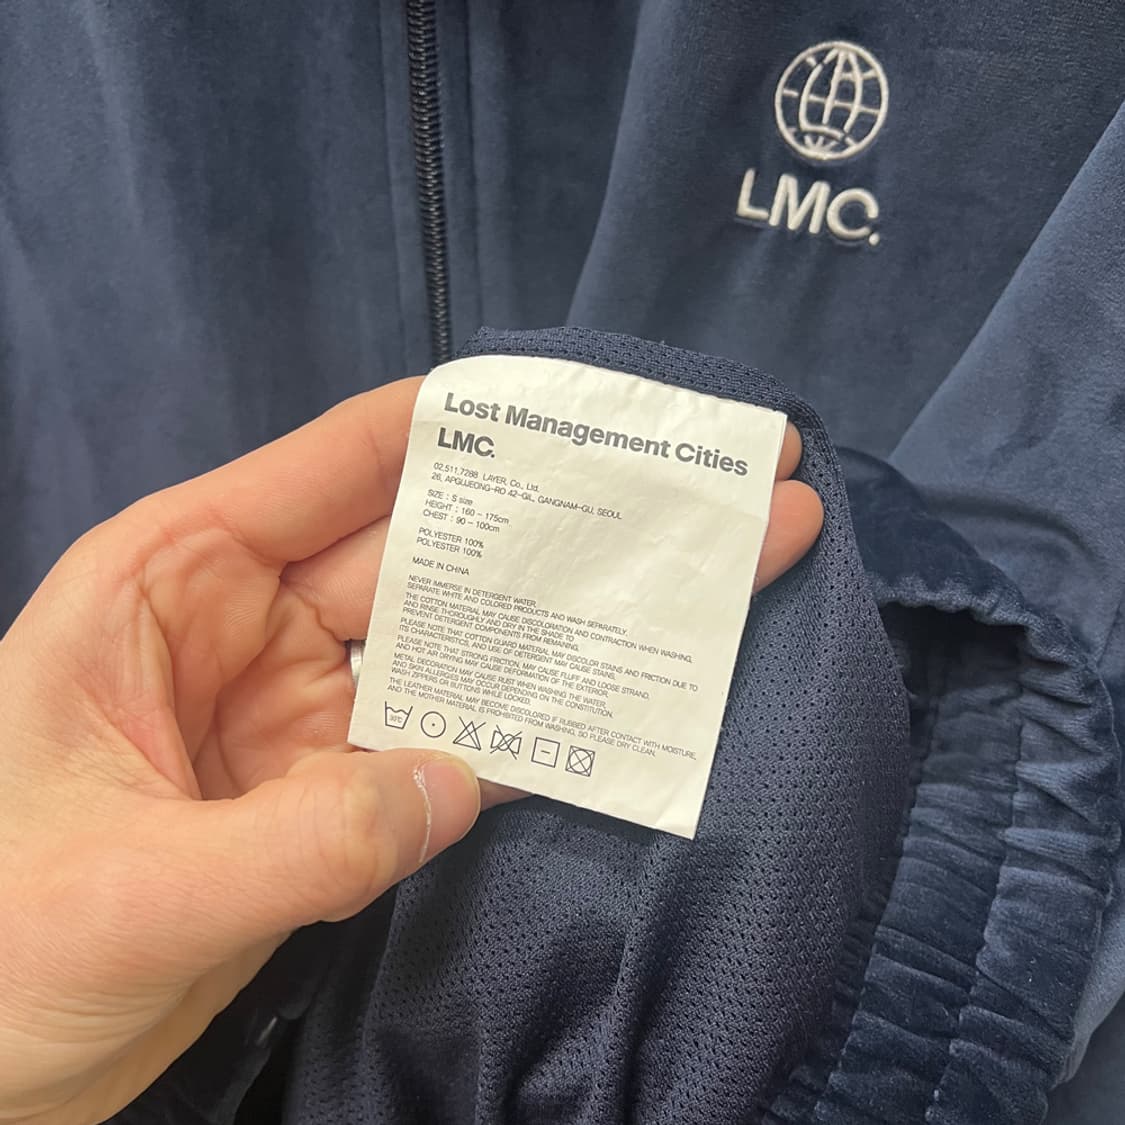 LMC.
Lost Management Cities
LMC.
02.511.7288 LAYER, Co., Ltd.
26, APGUJEONG-RO 42-GIL, GANGNAM-GU, SEOUL
SIZE : S size
HEIGHT : 160 - 175cm
CHEST : 90 - 100cm
POLYESTER 100%
POLYESTER 100%
MADE IN CHINA
NEVER IMMERSE IN DETERGENT WATER,
SEPARATE WHITE AND COLORED PRODUCTS AND WASH SEPARATELY.
THE COTTON MATERIAL MAY CAUSE DISCOLORATION AND CONTRACTION WHEN WASHING,
AND RINSE THOROUGHLY AND DRY IN THE SHADE TO
PREVENT DETERGENT COMPONENTS FROM REMAINING.
PLEASE NOTE THAT COTTON GUARD MATERIAL MAY DISCOLOR STAINS AND FRICTION DUE TO
ITS CHARACTERISTICS, AND USE OF DETERGENT MAY CAUSE STAINS.
PLEASE NOTE THAT STRONG FRICTION, MAY CAUSE FLUFF AND LOOSE STRAND.
AND HOT AIR DRYING MAY CAUSE DEFORMATION OF THE EXTERIOR.
METAL DECORATION MAY CAUSE RUST WHEN WASHING THE WATER,
AND SKIN ALLERGIES MAY OCCUR DEPENDING ON THE CONSTITUTION.
WASH ZIPPERS OR BUTTONS WHILE LOCKED.
THE LEATHER MATERIAL MAY BECOME DISCOLORED IF RUBBED AFTER CONTACT WITH MOISTURE,
AND THE MOTHER MATERIAL IS PROHIBITED FROM WASHING, SO PLEASE DRY CLEAN.
30°C